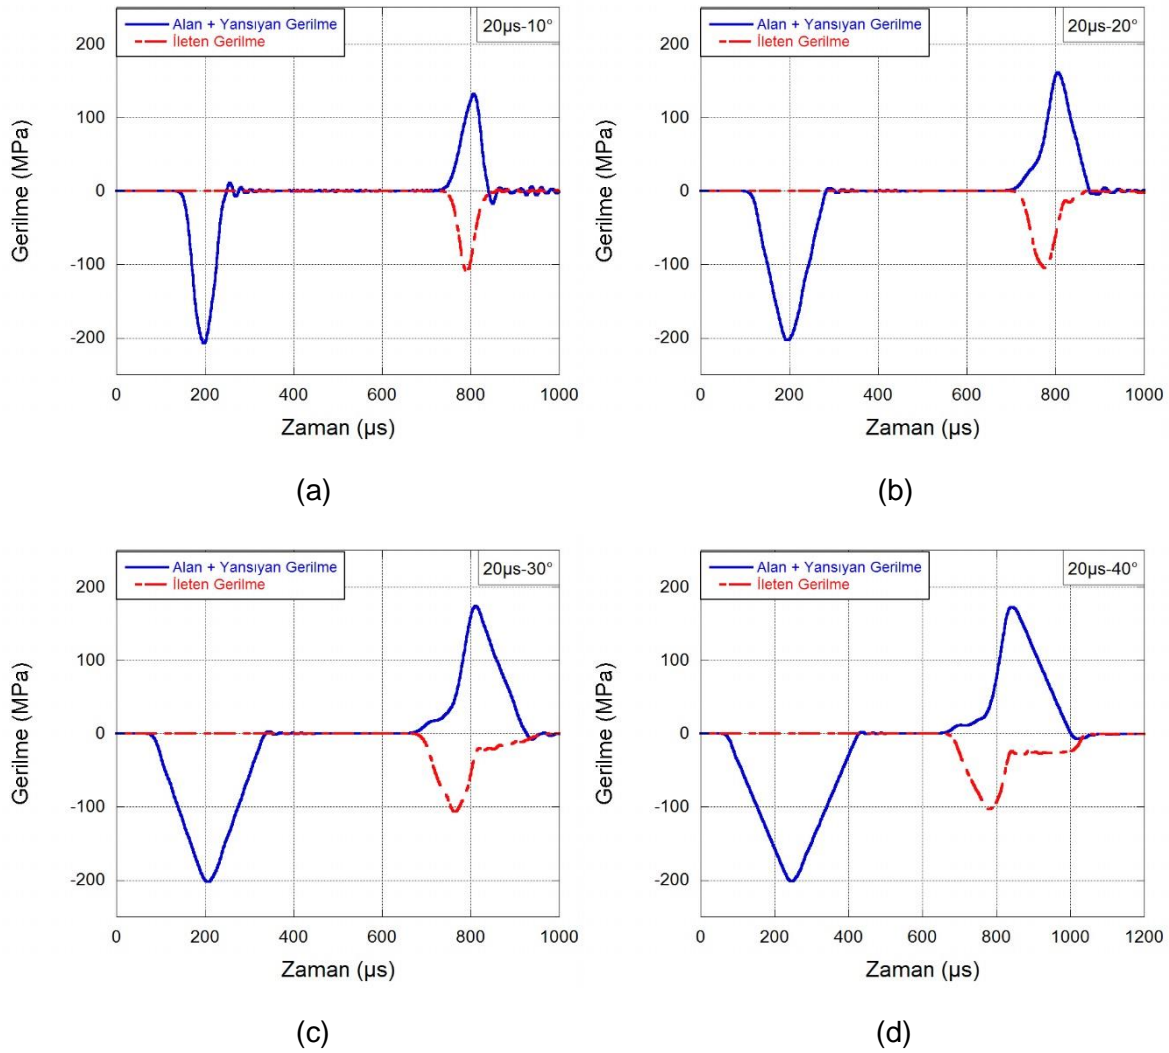 Alan + Yansıyan Gerilme
İleten Gerilme
20µs-10°
Gerilme (MPa)
200
100
0
-100
-200
0 200 400 600 800 1000
Zaman (µs)
(a)
Alan + Yansıyan Gerilme
İleten Gerilme
20µs-20°
Gerilme (MPa)
200
100
0
-100
-200
0 200 400 600 800 1000
Zaman (µs)
(b)
Alan + Yansıyan Gerilme
İleten Gerilme
20µs-30°
Gerilme (MPa)
200
100
0
-100
-200
0 200 400 600 800 1000
Zaman (µs)
(c)
Alan + Yansıyan Gerilme
İleten Gerilme
20µs-40°
Gerilme (MPa)
200
100
0
-100
-200
0 200 400 600 800 1000 1200
Zaman (µs)
(d)